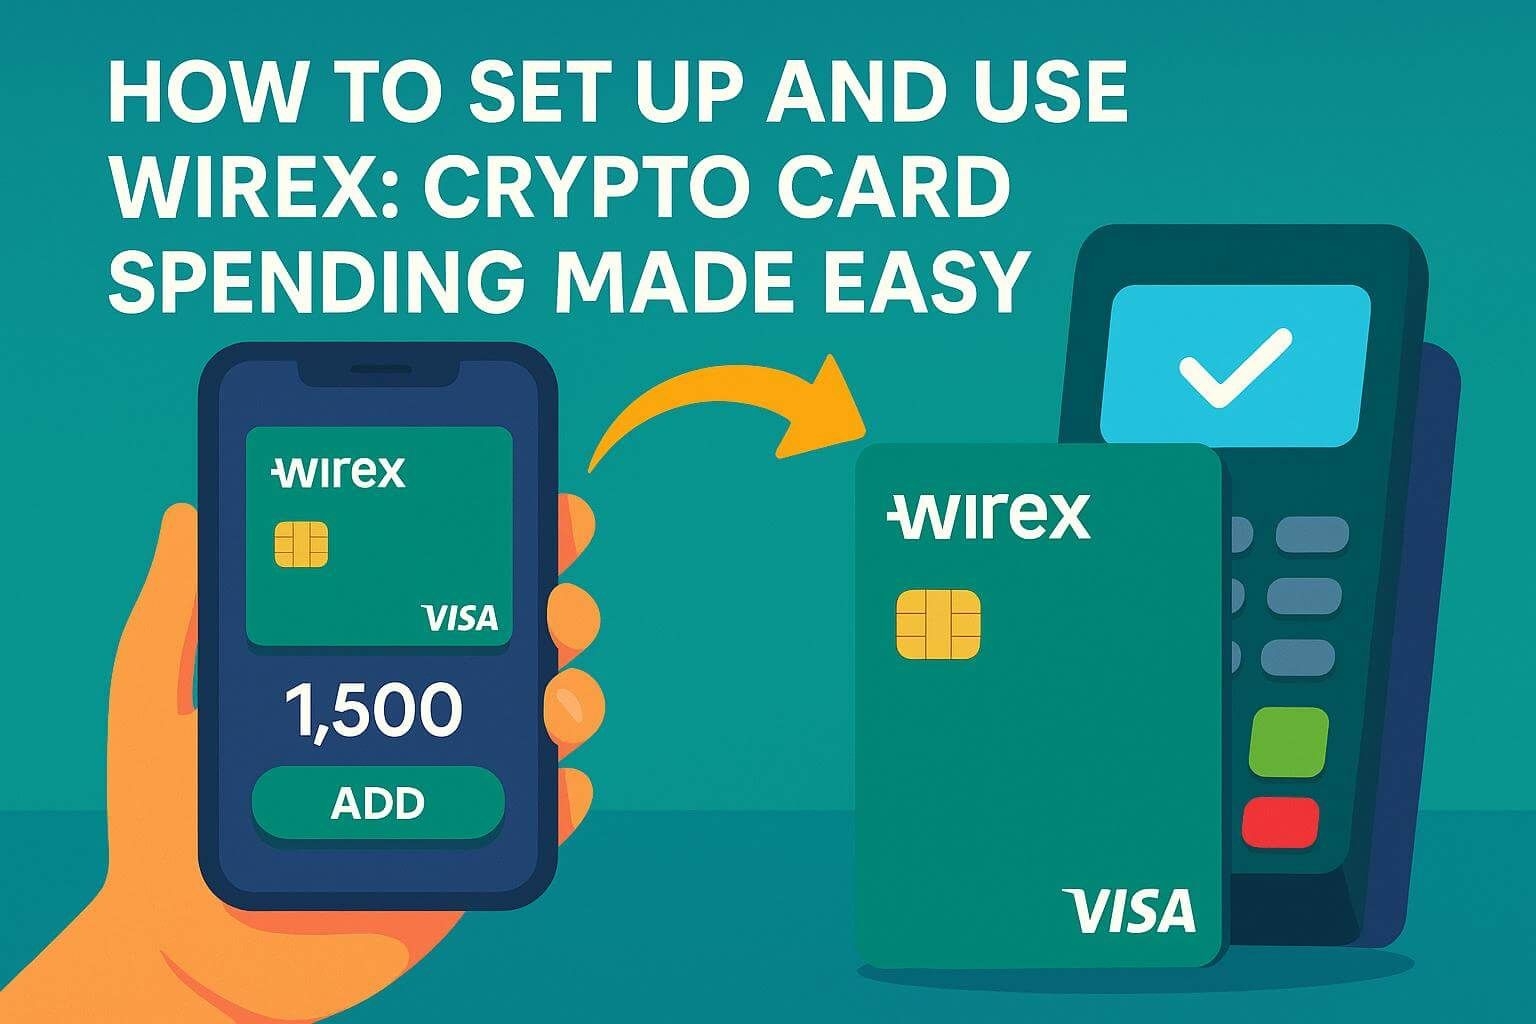 HOW TO SET UP AND USE
WIREX: CRYPTO CARD
SPENDING MADE EASY
wirex
VISA
1,500
ADD
wirex
VISA